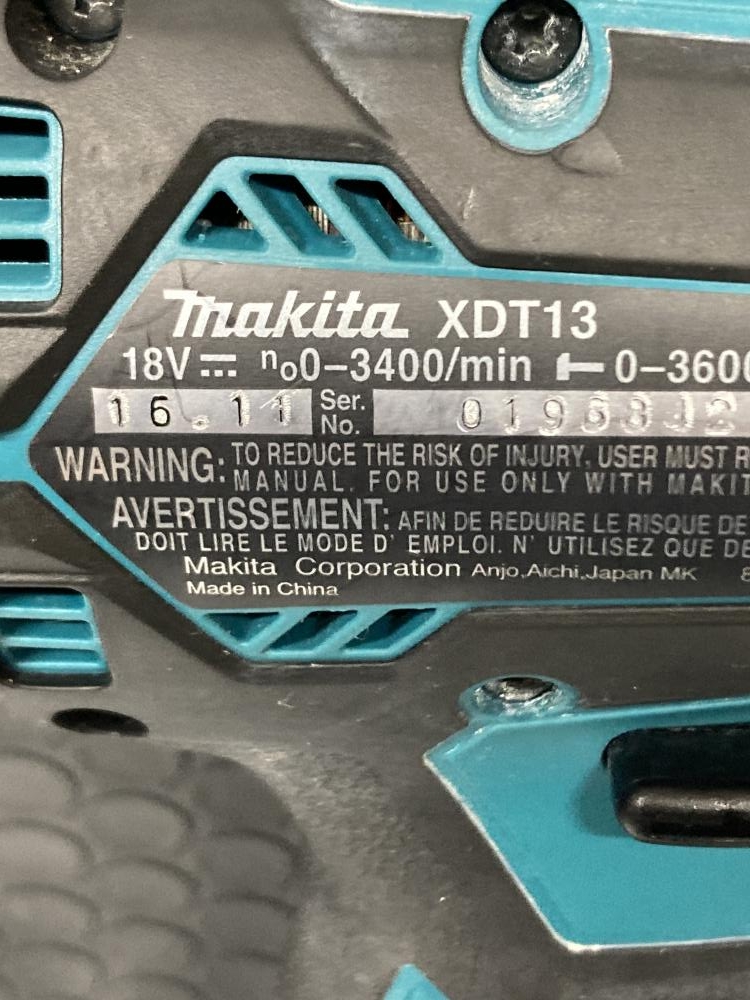 makita XDT13
18V n₀0–3400/min 0–3600
16.11 Ser. No.
WARNING: TO REDUCE THE RISK OF INJURY, USER MUST R
MANUAL. FOR USE ONLY WITH MAKIT
AVERTISSEMENT: AFIN DE REDUIRE LE RISQUE DE
DOIT LIRE LE MODE D' EMPLOI. N' UTILISEZ QUE DE
Makita Corporation Anjo,Aichi,Japan MK
Made in China